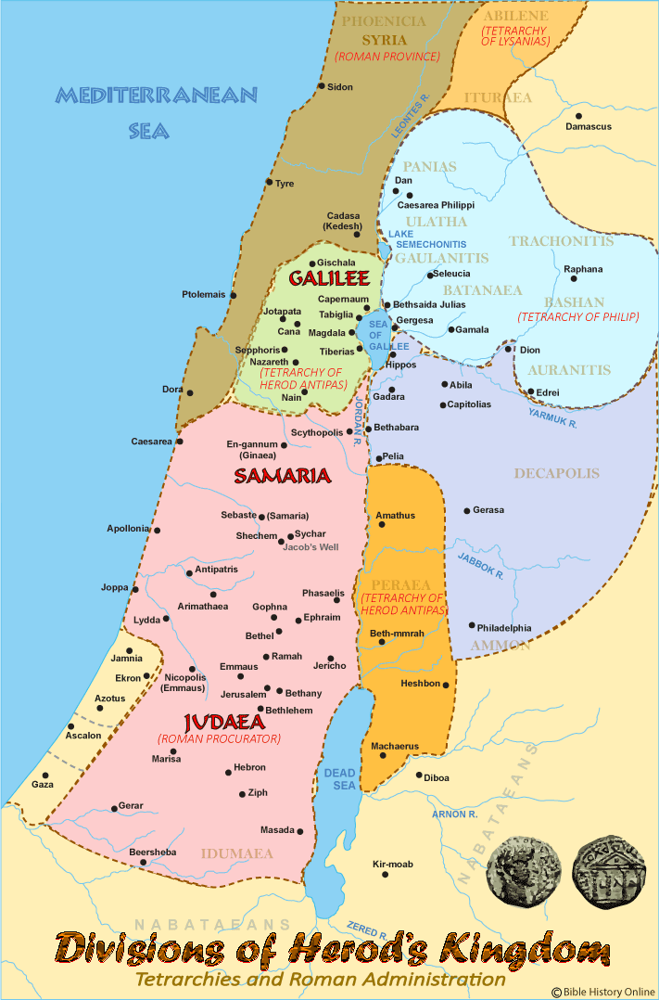 PHOENICIA
SYRIA
(ROMAN PROVINCE)
ABILENE
(TETRARCHY
OF LYSANIAS)
MEDITERRANEAN
SEA
Sidon
LEONTES R.
ITURAEA
Damascus
PANIAS
Dan
Tyre
Caesarea Philippi
Cadasa
(Kedesh)
ULATHA
LAKE
SEMECHONITIS
TRACHONITIS
GAULANITIS
Gischala
Seleucia
Raphana
GALILEE
BATANAEA
Ptolemais
Capernaum
Bethsaida Julias
BASHAN
(TETRARCHY OF PHILIP)
Jotapata
Tabiglia
Gergesa
Cana
Magdala
SEA
OF
GALILEE
Gamala
Sepphoris
Tiberias
Dion
Nazareth
Hippos
(TETRARCHY OF
HEROD ANTIPAS)
AURANITIS
Nain
Dora
Gadara
Abila
Edrei
Capitolias
JORDAN R.
YARMUK R.
Scythopolis
Bethabara
Caesarea
En-gannum
(Ginaea)
Pelia
SAMARIA
DECAPOLIS
Sebaste
(Samaria)
Amathus
Gerasa
Apollonia
Shechem
Sychar
Jacob's Well
JABBOK R.
Antipatris
PERAEA
(TETRARCHY OF
HEROD ANTIPAS)
Joppa
Arimathaea
Phasaelis
Gophna
Lydda
Ephraim
Bethel
Beth-mmrah
Philadelphia
AMMON
Jamnia
Ramah
Jericho
Emmaus
Ekron
Nicopolis
(Emmaus)
Heshbon
Jerusalem
Bethany
Azotus
Bethlehem
JUDAEA
(ROMAN PROCURATOR)
Ascalon
Marisa
Machaerus
Gaza
Hebron
DEAD
SEA
Diboa
Ziph
Gerar
ARNON R.
NABATAEANS
Masada
Beersheba
IDUMAEA
Kir-moab
NABATAEANS
ZERED R.
Divisions of Herod's Kingdom
Tetrarchies and Roman Administration
© Bible History Online